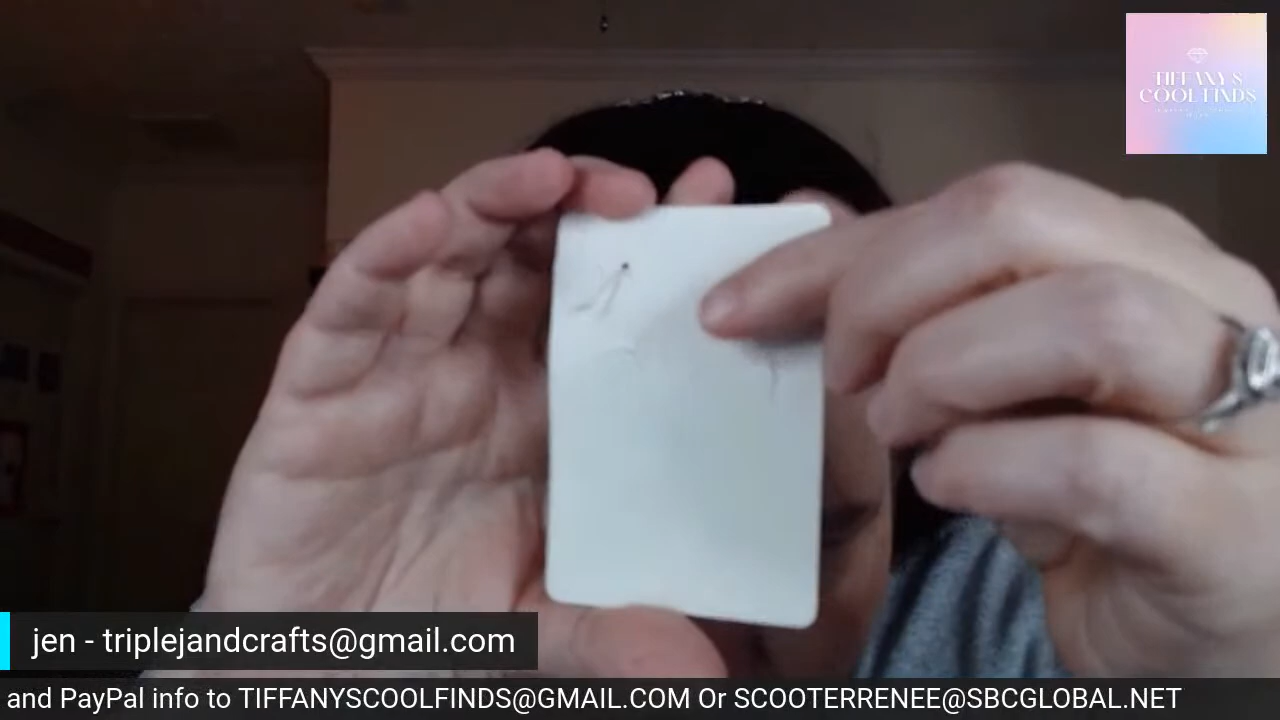 TIFFANY'S
COOL FINDS
jen - triplejandcrafts@gmail.com
and PayPal info to TIFFANYSCOOLFINDS@GMAIL.COM Or SCOOTERRENEE@SBCGLOBAL.NET